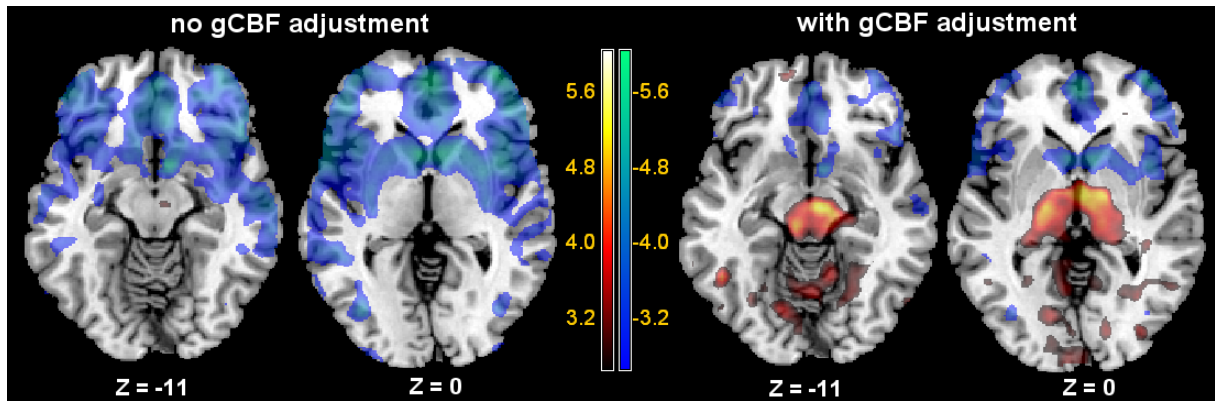 no gCBF adjustment
with gCBF adjustment
5.6 -5.6
4.8 -4.8
4.0 -4.0
3.2 -3.2
Z = -11
Z = 0
Z = -11
Z = 0